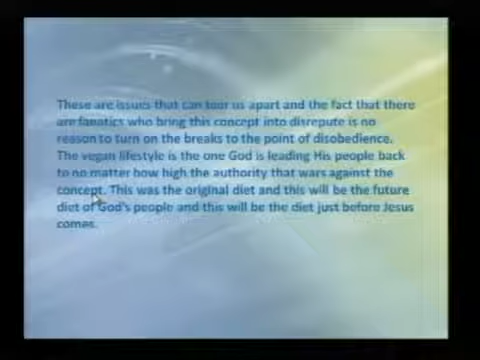 These are issues that can tear us apart and the fact that there
are fanatics who bring this concept into disrepute is no
reason to turn on the breaks to the point of disobedience.
The vegan lifestyle is the one God is leading His people back
to no matter how high the authority that wars against the
concept. This was the original diet and this will be the future
diet of God's people and this will be the diet just before Jesus
comes.